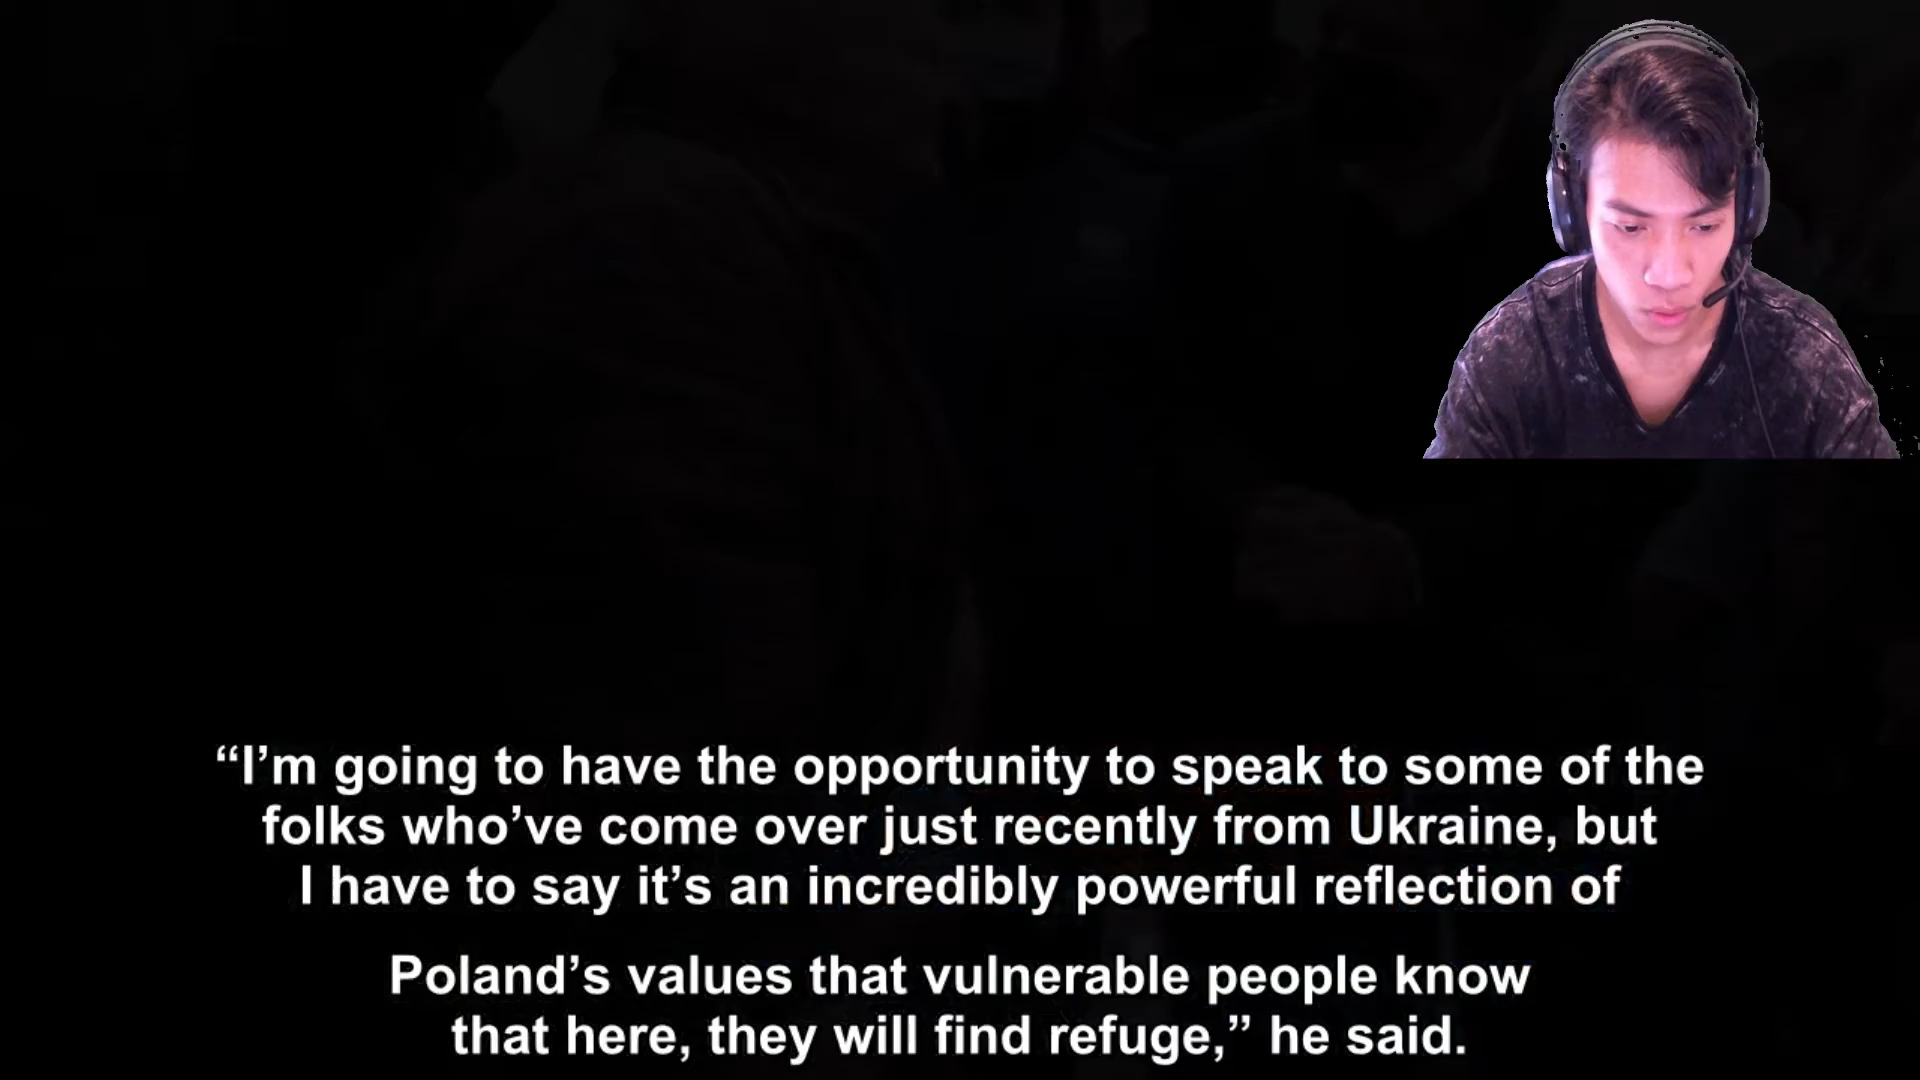 “I’m going to have the opportunity to speak to some of the
folks who’ve come over just recently from Ukraine, but
I have to say it’s an incredibly powerful reflection of
Poland’s values that vulnerable people know
that here, they will find refuge,” he said.